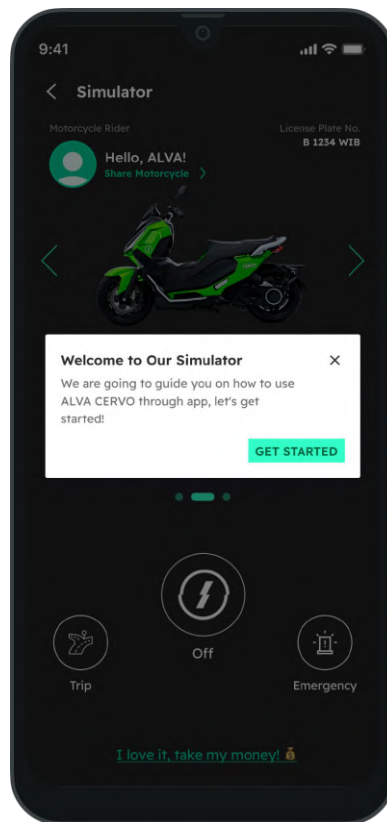 9:41
Simulator
Motorcycle Rider
License Plate No.
Hello, ALVA!
B 1234 WIB
Share Motorcycle
Welcome to Our Simulator
We are going to guide you on how to use
ALVA CERVO through app, let's get
started!
GET STARTED
Off
Trip
Emergency
I love it, take my money! 💰